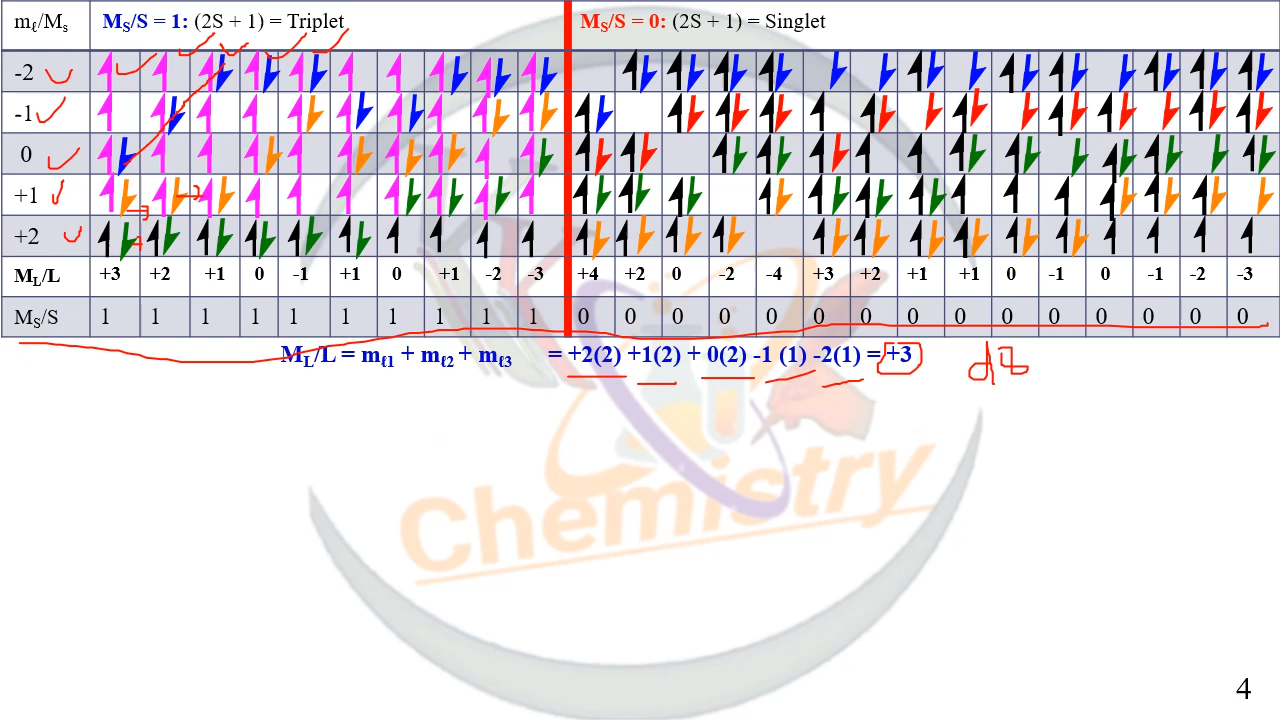 mℓ/Ms MS/S = 1: (2S + 1) = Triplet MS/S = 0: (2S + 1) = Singlet
-2
-1
0
+1
+2
ML/L +3 +2 +1 0 -1 +1 0 +1 -2 -3 +4 +2 0 -2 -4 +3 +2 +1 +1 0 -1 0 -1 -2 -3
MS/S 1 1 1 1 1 1 1 1 1 1 0 0 0 0 0 0 0 0 0 0 0 0 0 0 0
ML/L = mℓ1 + mℓ2 + mℓ3 = +2(2) +1(2) + 0(2) -1 (1) -2(1) = +3
d8
Chemistry
4